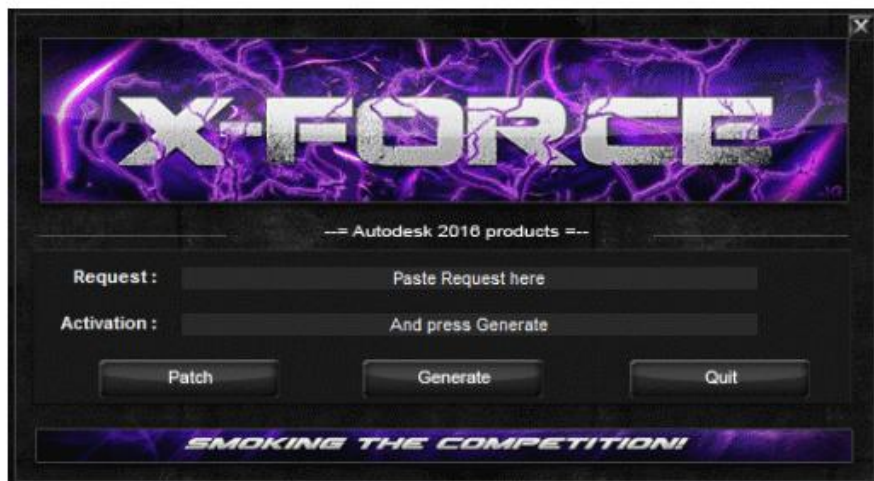 X-FORCE
--= Autodesk 2016 products =--
Request : Paste Request here
Activation : And press Generate
Patch Generate Quit
SMOKING THE COMPETITION!